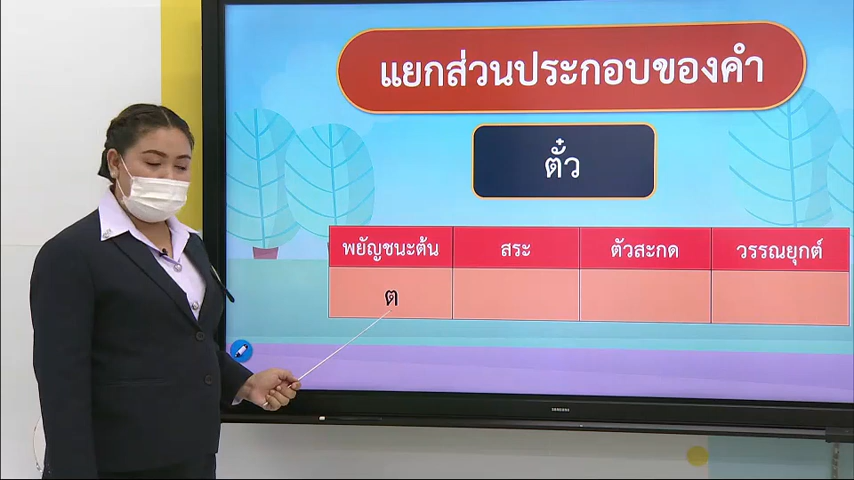 แยกส่วนประกอบของคำ
ตั๋ว
พยัญชนะต้น สระ ตัวสะกด วรรณยุกต์
ต
SAMSUNG